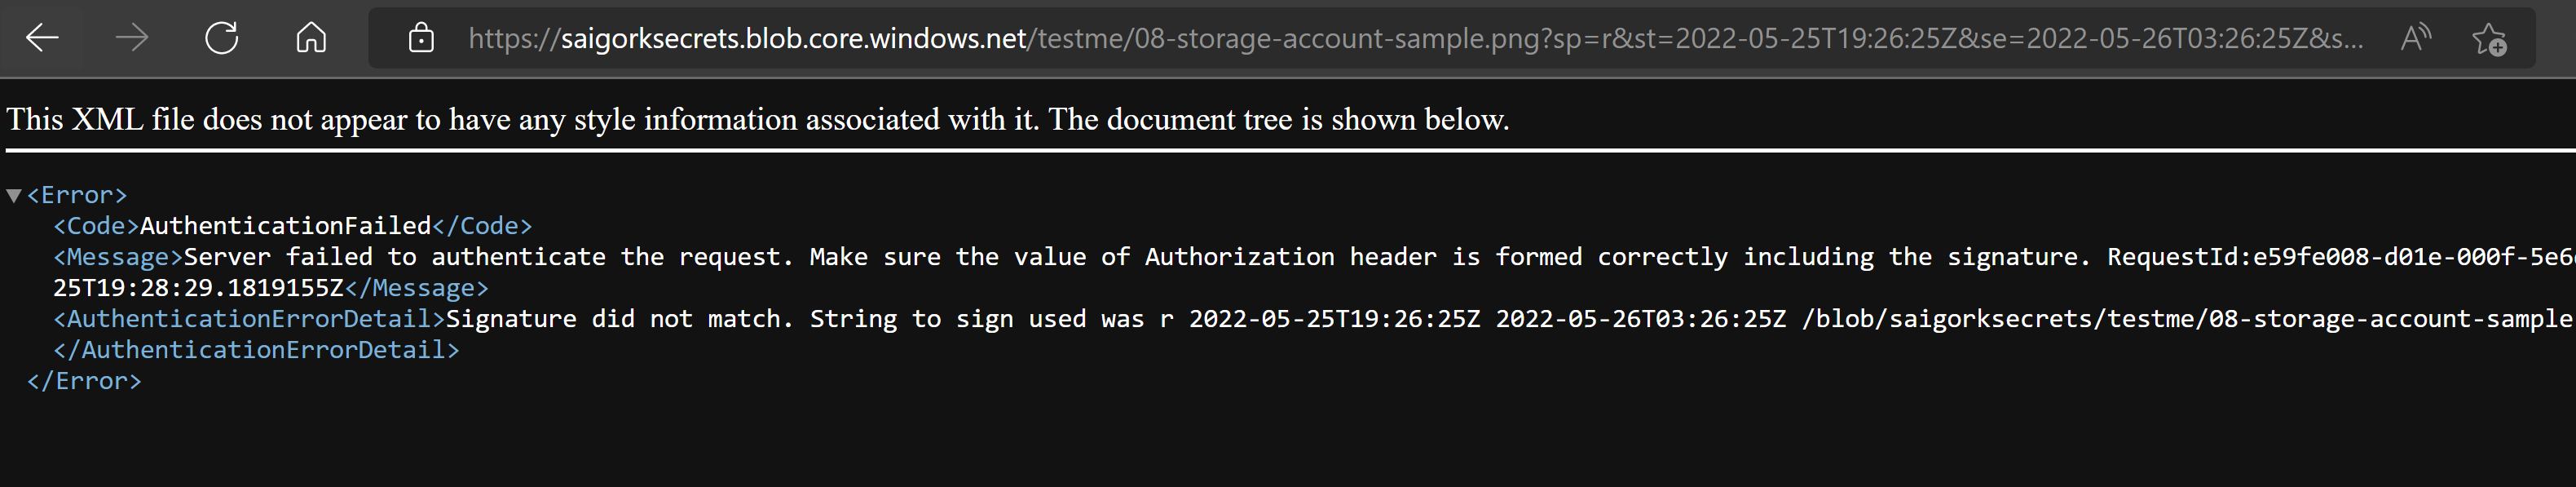 https://saigorksecrets.blob.core.windows.net/testme/08-storage-account-sample.png?sp=r&st=2022-05-25T19:26:25Z&se=2022-05-26T03:26:25Z&s...
This XML file does not appear to have any style information associated with it. The document tree is shown below.
▼<Error>
<Code>AuthenticationFailed</Code>
<Message>Server failed to authenticate the request. Make sure the value of Authorization header is formed correctly including the signature. RequestId:e59fe008-d01e-000f-5e6
25T19:28:29.1819155Z</Message>
<AuthenticationErrorDetail>Signature did not match. String to sign used was r 2022-05-25T19:26:25Z 2022-05-26T03:26:25Z /blob/saigorksecrets/testme/08-storage-account-sample
</AuthenticationErrorDetail>
</Error>